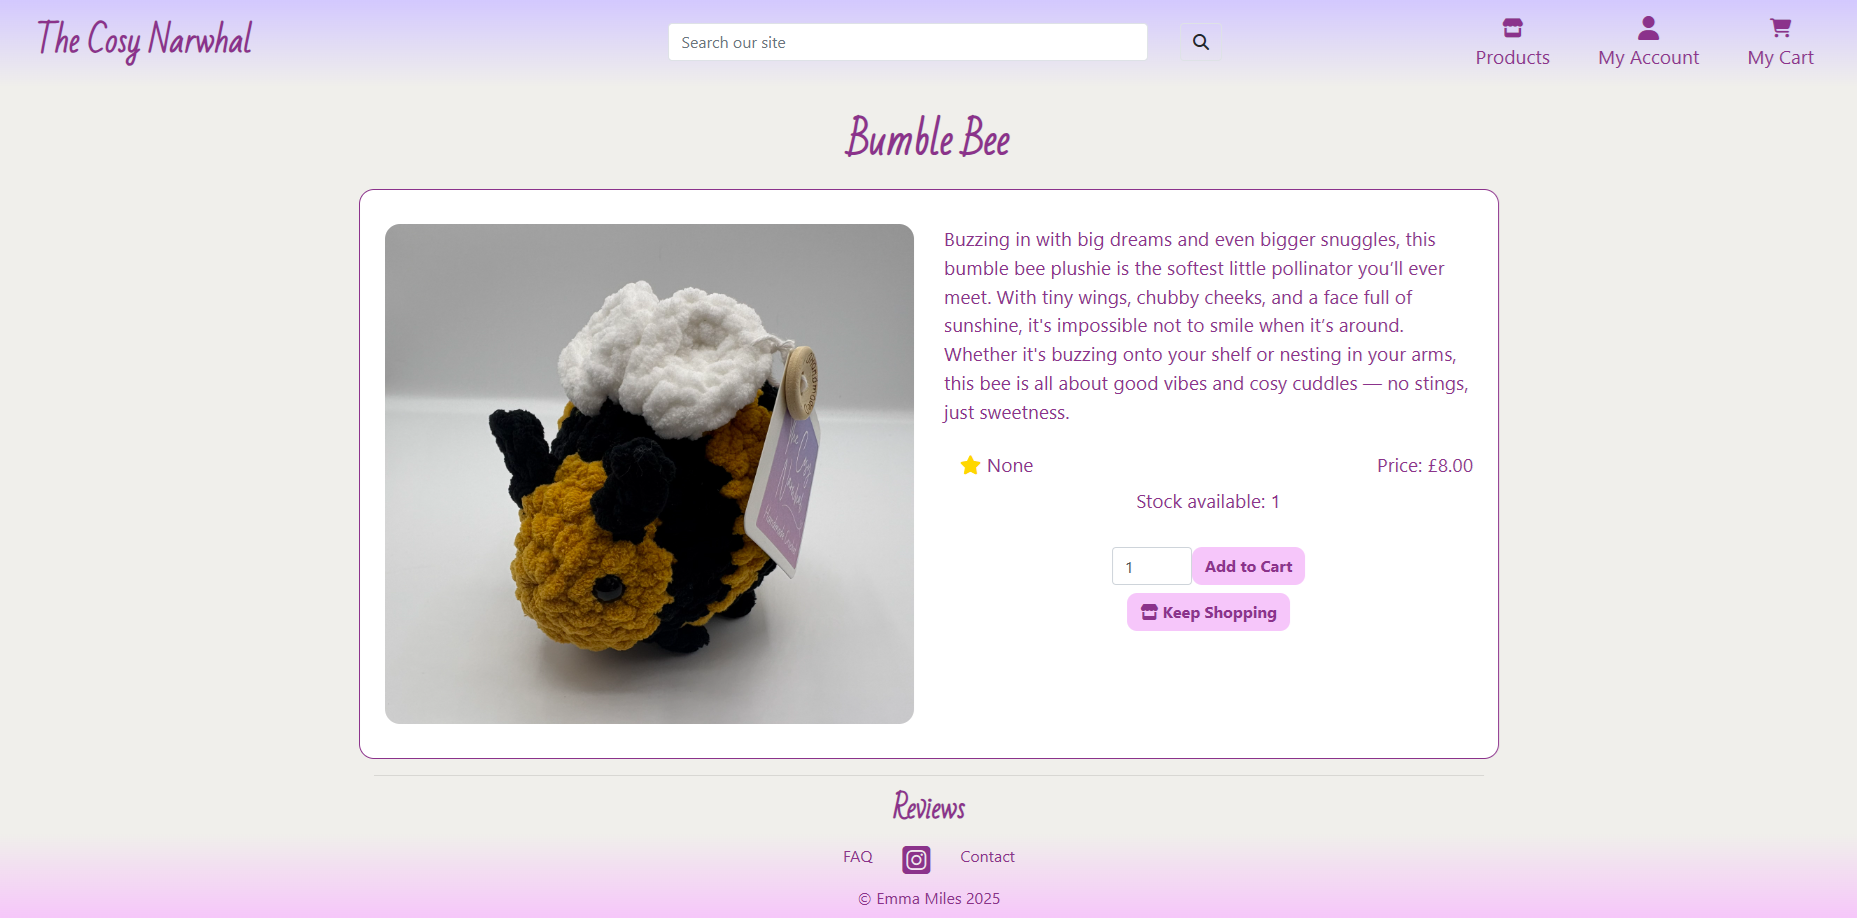 The Cosy Narwhal
Search our site
Products
My Account
My Cart
Bumble Bee
Buzzing in with big dreams and even bigger snuggles, this
bumble bee plushie is the softest little pollinator you’ll ever
meet. With tiny wings, chubby cheeks, and a face full of
sunshine, it's impossible not to smile when it’s around.
Whether it's buzzing onto your shelf or nesting in your arms,
this bee is all about good vibes and cosy cuddles — no stings,
just sweetness.
None
Price: £8.00
Stock available: 1
1
Add to Cart
Keep Shopping
The Cosy
Narwhal
Handmade Crochet
Reviews
FAQ
Contact
© Emma Miles 2025